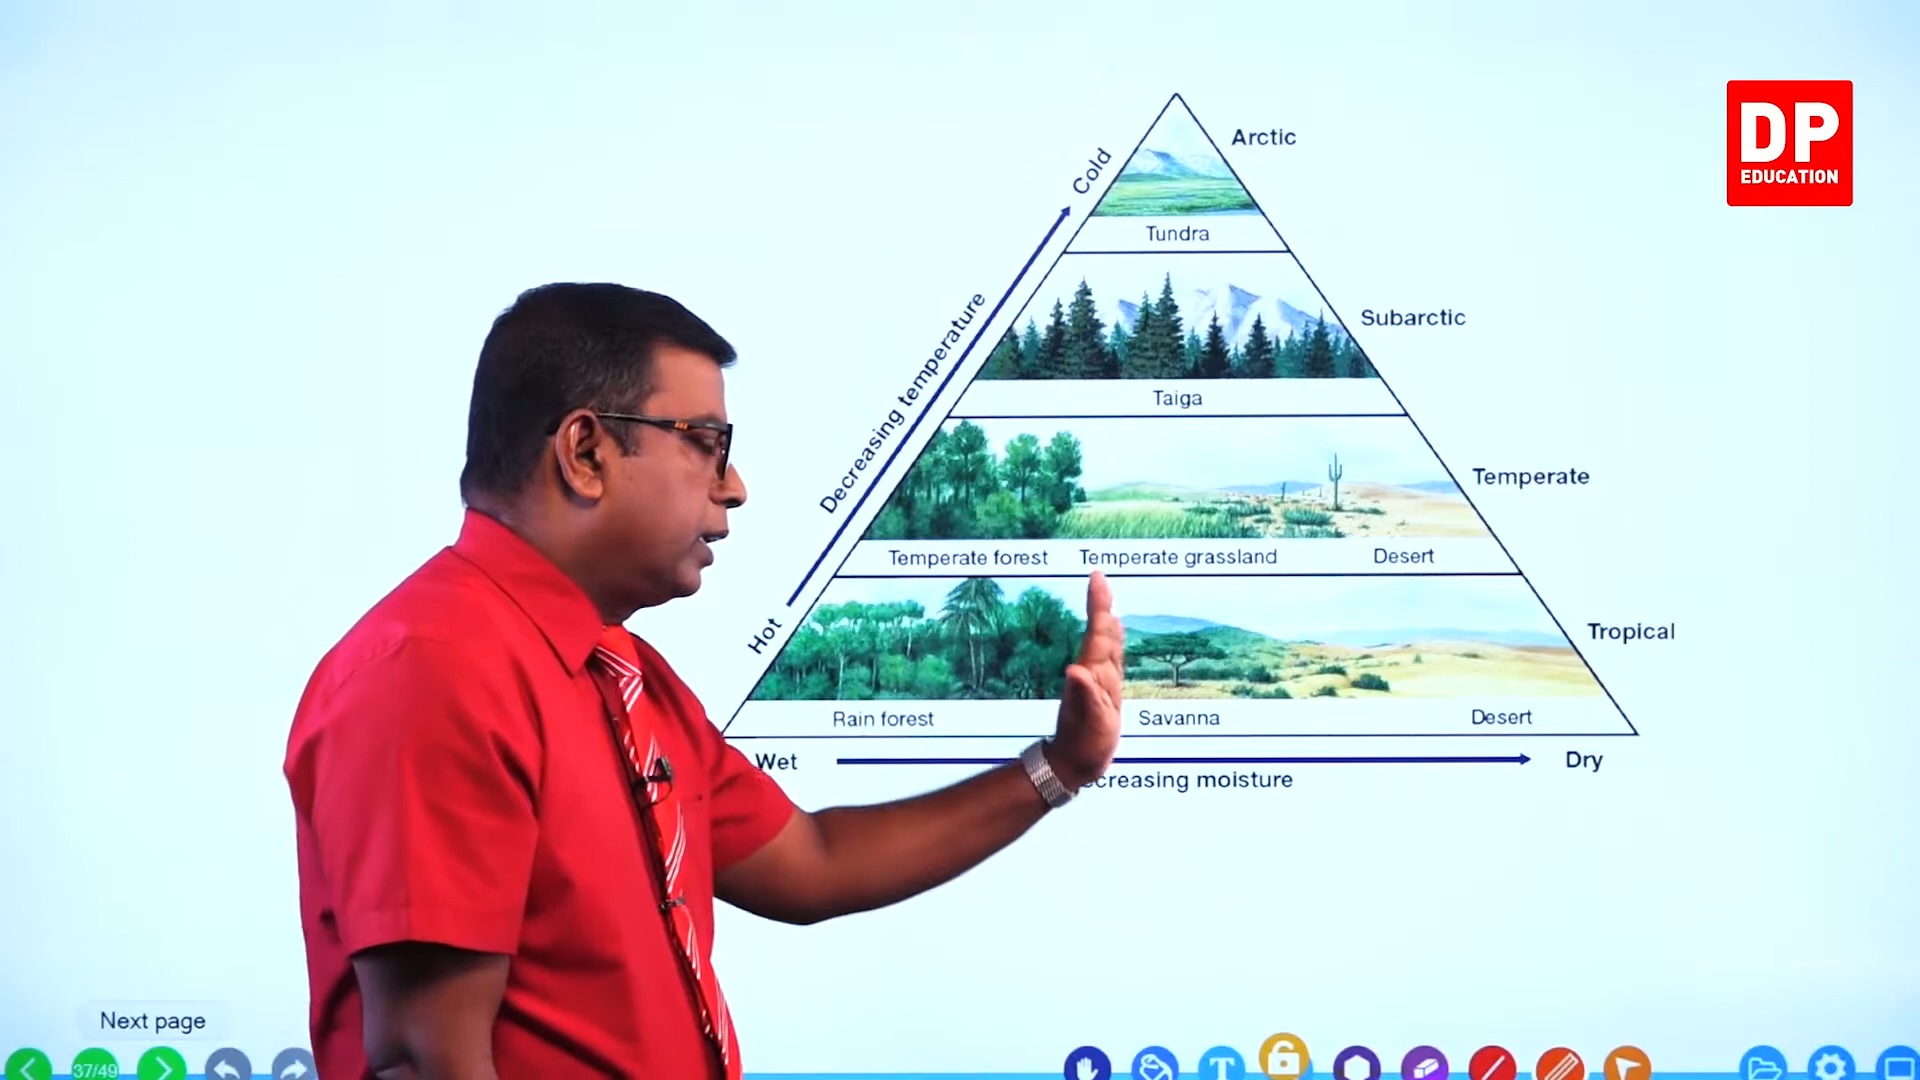 DP
EDUCATION
Arctic
Cold
Tundra
Decreasing temperature
Subarctic
Taiga
Temperate
Temperate forest Temperate grassland Desert
Hot
Tropical
Rain forest Savanna Desert
Wet Dry
creasing moisture
Next page
37/49
T